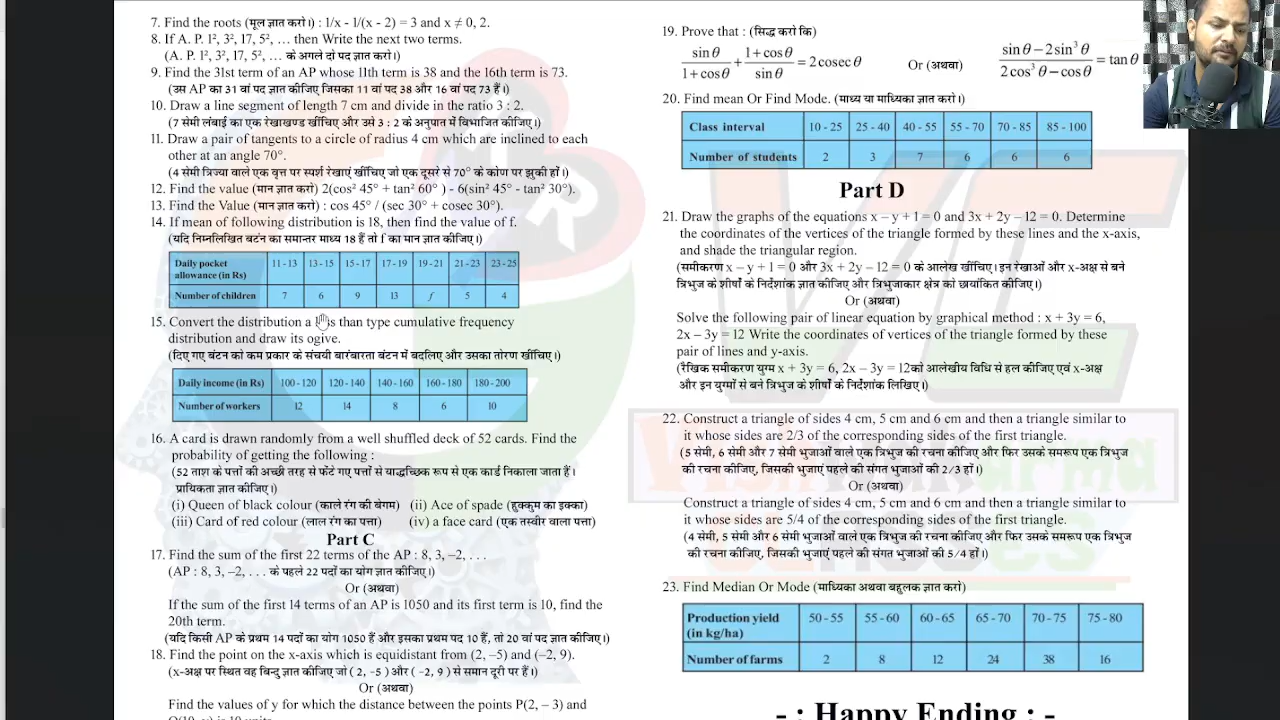 7. Find the roots (मूल ज्ञात करो।) : 1/x - 1/(x - 2) = 3 and x ≠ 0, 2.
8. If A. P. 1², 3², 17, 5², … then Write the next two terms.
(A. P. 1², 3², 17, 5², … के अगले दो पद ज्ञात करो।)
9. Find the 31st term of an AP whose 11th term is 38 and the 16th term is 73.
(उस AP का 31 वां पद ज्ञात कीजिए जिसका 11 वां पद 38 और 16 वां पद 73 हैं।)
10. Draw a line segment of length 7 cm and divide in the ratio 3 : 2.
(7 सेमी लंबाई का एक रेखाखण्ड खींचिए और उसे 3 : 2 के अनुपात में विभाजित कीजिए।)
11. Draw a pair of tangents to a circle of radius 4 cm which are inclined to each
other at an angle 70°.
(4 सेमी त्रिज्या वाले एक वृत्त पर स्पर्श रेखाएं खींचिए जो एक दूसरे से 70° के कोण पर झुकी हों।)
12. Find the value (मान ज्ञात करो) 2(cos² 45° + tan² 60° ) - 6(sin² 45° - tan² 30°).
13. Find the Value (मान ज्ञात करो) : cos 45° / (sec 30° + cosec 30°).
14. If mean of following distribution is 18, then find the value of f.
(यदि निम्नलिखित बटंन का समान्तर माध्य 18 हैं तो f का मान ज्ञात कीजिए।)
Daily pocket allowance (in Rs) 11 - 13 13 - 15 15 - 17 17 - 19 19 - 21 21 - 23 23 - 25
Number of children 7 6 9 13 f 5 4
15. Convert the distribution a than type cumulative frequency
distribution and draw its ogive.
(दिए गए बंटन को कम प्रकार के संचयी बारंबारता बंटन में बदलिए और उसका तोरण खींचिए।)
Daily income (in Rs) 100 - 120 120 - 140 140 - 160 160 - 180 180 - 200
Number of workers 12 14 8 6 10
16. A card is drawn randomly from a well shuffled deck of 52 cards. Find the
probability of getting the following :
(52 ताश के पत्तों की अच्छी तरह से फेंटे गए पत्तों से याद्धच्छिक रूप से एक कार्ड निकाला जाता हैं।
प्रायिकता ज्ञात कीजिए।)
(i) Queen of black colour (काले रंग की बेगम) (ii) Ace of spade (हुक्कुम का इक्का)
(iii) Card of red colour (लाल रंग का पत्ता) (iv) a face card (एक तस्वीर वाला पत्ता)
Part C
17. Find the sum of the first 22 terms of the AP : 8, 3, –2, . . .
(AP : 8, 3, –2, . . . के पहले 22 पदों का योग ज्ञात कीजिए।)
Or (अथवा)
If the sum of the first 14 terms of an AP is 1050 and its first term is 10, find the
20th term.
(यदि किसी AP के प्रथम 14 पदों का योग 1050 हैं और इसका प्रथम पद 10 हैं, तो 20 वां पद ज्ञात कीजिए।)
18. Find the point on the x-axis which is equidistant from (2, –5) and (–2, 9).
(x-अक्ष पर स्थित वह बिन्दु ज्ञात कीजिए जो ( 2, -5 ) और ( -2, 9 ) से समान दूरी पर हैं।)
Or (अथवा)
Find the values of y for which the distance between the points P(2, – 3) and
19. Prove that : (सिद्ध करो कि)
sin θ / (1 + cos θ) + (1 + cos θ) / sin θ = 2 cosec θ Or (अथवा) (sin θ – 2 sin³ θ) / (2 cos³ θ – cos θ) = tan θ
20. Find mean Or Find Mode. (माध्य या माध्यिका ज्ञात करो।)
Class interval 10 - 25 25 - 40 40 - 55 55 - 70 70 - 85 85 - 100
Number of students 2 3 7 6 6 6
Part D
21. Draw the graphs of the equations x – y + 1 = 0 and 3x + 2y – 12 = 0. Determine
the coordinates of the vertices of the triangle formed by these lines and the x-axis,
and shade the triangular region.
(समीकरण x – y + 1 = 0 और 3x + 2y – 12 = 0 के आलेख खींचिए। इन रेखाओं और x-अक्ष से बने
त्रिभुज के शीर्षों के निर्देशांक ज्ञात कीजिए और त्रिभुजाकार क्षेत्र को छायांकित कीजिए।)
Or (अथवा)
Solve the following pair of linear equation by graphical method : x + 3y = 6,
2x – 3y = 12 Write the coordinates of vertices of the triangle formed by these
pair of lines and y-axis.
(रैखिक समीकरण युग्म x + 3y = 6, 2x – 3y = 12 को आलेखीय विधि से हल कीजिए एवं x-अक्ष
और इन युग्मों से बने त्रिभुज के शीर्षों के निर्देशांक लिखिए।)
22. Construct a triangle of sides 4 cm, 5 cm and 6 cm and then a triangle similar to
it whose sides are 2/3 of the corresponding sides of the first triangle.
(5 सेमी, 6 सेमी और 7 सेमी भुजाओं वाले एक त्रिभुज की रचना कीजिए और फिर उसके समरूप एक त्रिभुज
की रचना कीजिए, जिसकी भुजाएं पहले की संगत भुजाओं की 2/3 हों।)
Or (अथवा)
Construct a triangle of sides 4 cm, 5 cm and 6 cm and then a triangle similar to
it whose sides are 5/4 of the corresponding sides of the first triangle.
(4 सेमी, 5 सेमी और 6 सेमी भुजाओं वाले एक त्रिभुज की रचना कीजिए और फिर उसके समरूप एक त्रिभुज
की रचना कीजिए, जिसकी भुजाएं पहले की संगत भुजाओं की 5/4 हों।)
23. Find Median Or Mode (माध्यिका अथवा बहुलक ज्ञात करो)
Production yield (in kg/ha) 50 - 55 55 - 60 60 - 65 65 - 70 70 - 75 75 - 80
Number of farms 2 8 12 24 38 16
- : Happy Ending : -